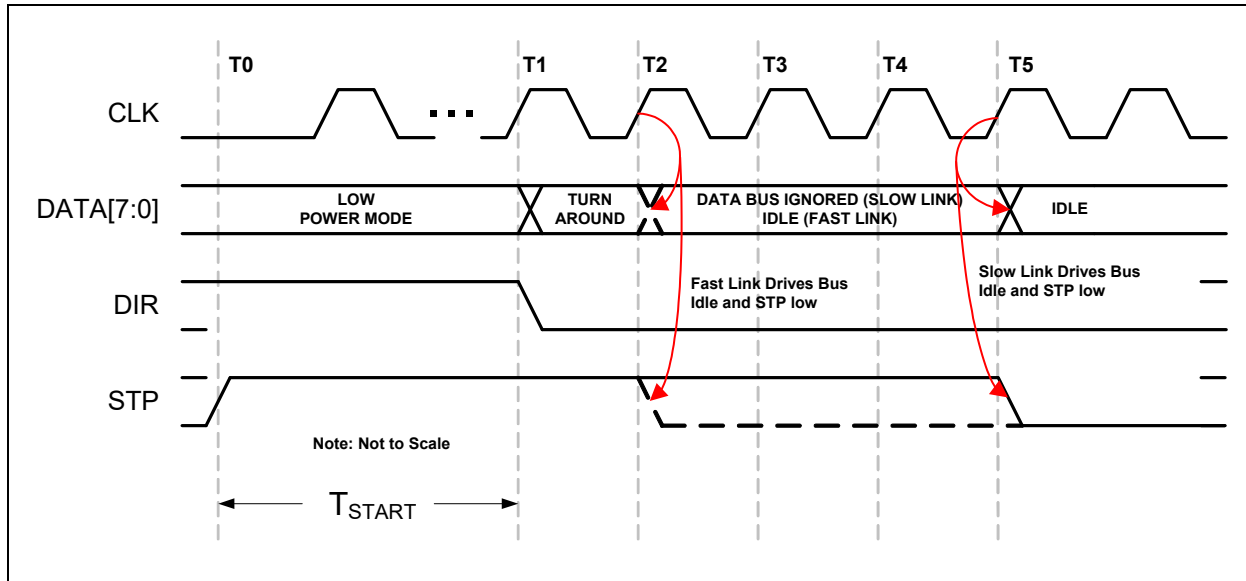 T0
T1
T2
T3
T4
T5
CLK
DATA[7:0]
LOW
POWER MODE
TURN
AROUND
DATA BUS IGNORED (SLOW LINK)
IDLE (FAST LINK)
IDLE
DIR
Fast Link Drives Bus
Idle and STP low
Slow Link Drives Bus
Idle and STP low
STP
Note: Not to Scale
TSTART